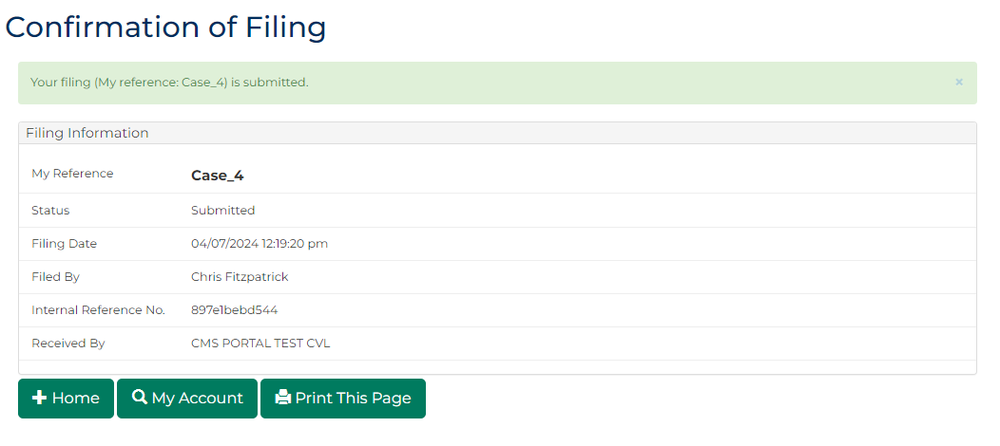 Confirmation of Filing
Your filing (My reference: Case_4) is submitted. ×
Filing Information
My Reference Case_4
Status Submitted
Filing Date 04/07/2024 12:19:20 pm
Filed By Chris Fitzpatrick
Internal Reference No. 897e1bebd544
Received By CMS PORTAL TEST CVL
Home My Account Print This Page